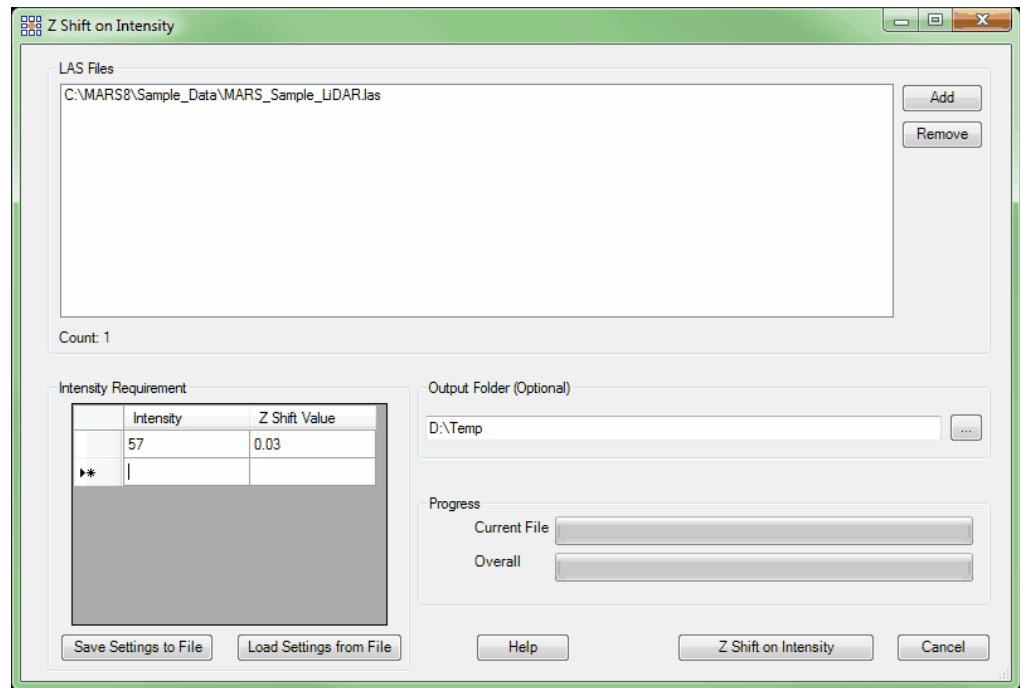 Z Shift on Intensity
LAS Files
C:\MARS8\Sample_Data\MARS_Sample_LiDAR.las
Add
Remove
Count: 1
Intensity Requirement
Intensity Z Shift Value
57 0.03
Output Folder (Optional)
D:\Temp
...
Progress
Current File
Overall
Save Settings to File
Load Settings from File
Help
Z Shift on Intensity
Cancel